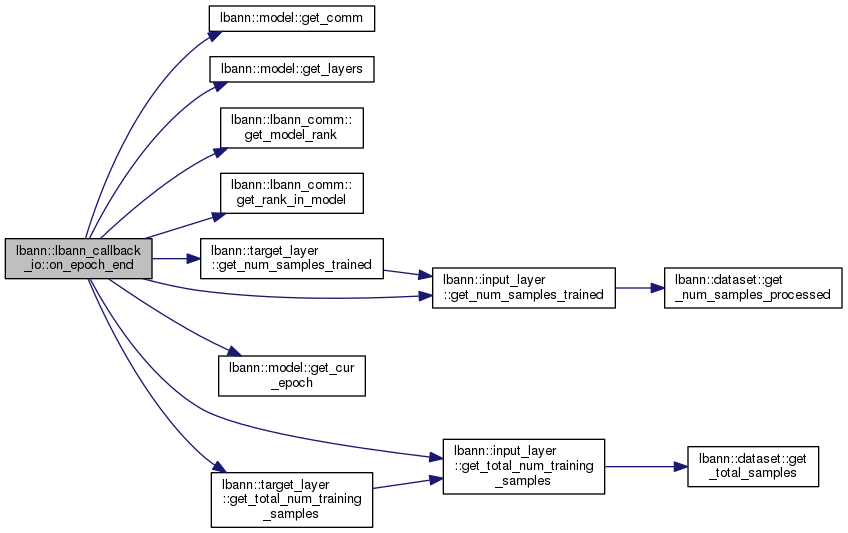 lbann::model::get_comm
lbann::model::get_layers
lbann::lbann_comm::
get_model_rank
lbann::lbann_comm::
get_rank_in_model
lbann::lbann_callback
_io::on_epoch_end
lbann::target_layer
::get_num_samples_trained
lbann::input_layer
::get_num_samples_trained
lbann::dataset::get
_num_samples_processed
lbann::model::get_cur
_epoch
lbann::input_layer
::get_total_num_training
_samples
lbann::dataset::get
_total_samples
lbann::target_layer
::get_total_num_training
_samples